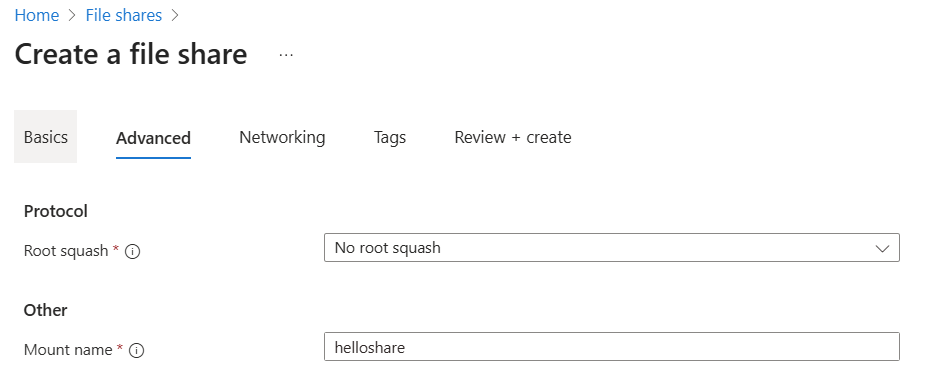 Home > File shares >
Create a file share ...
Basics Advanced Networking Tags Review + create
Protocol
Root squash * No root squash
Other
Mount name * helloshare